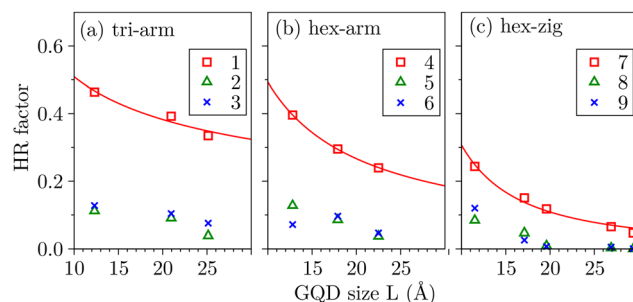 (a) tri-arm
1
2
3
(b) hex-arm
4
5
6
(c) hex-zig
7
8
9
HR factor
0.6
0.4
0.2
0.0
10 15 20 25
15 20 25
15 20 25
GQD size L (Å)